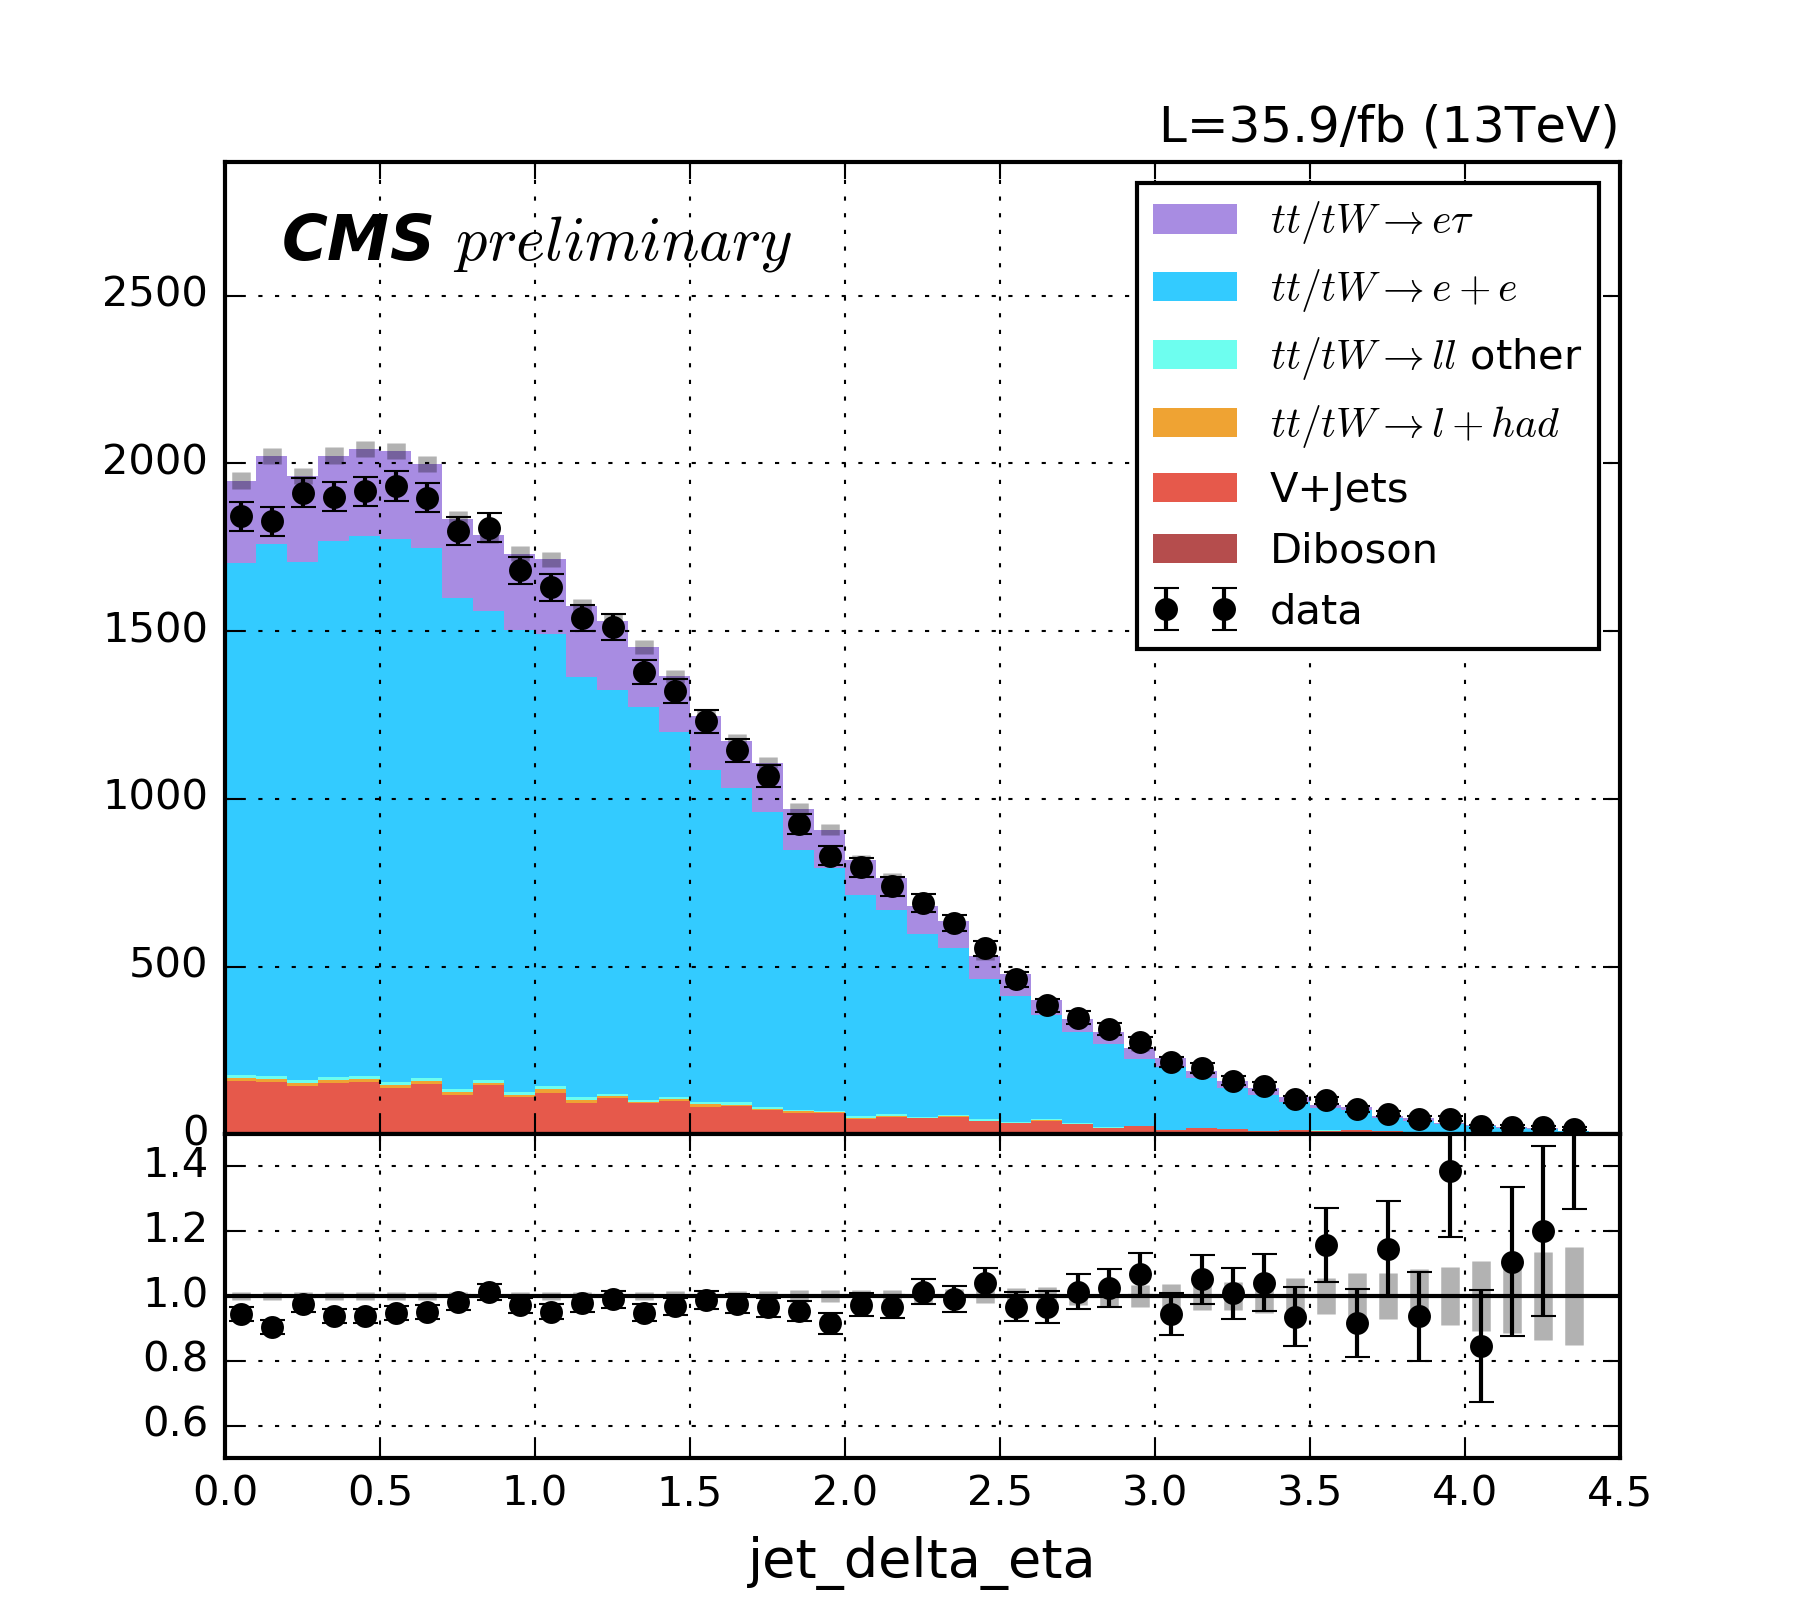 L=35.9/fb (13TeV)
CMS preliminary
tt/tW→eτ
tt/tW→e+e
tt/tW→ll other
tt/tW→l+had
V+Jets
Diboson
data
2500
2000
1500
1000
500
0
1.4
1.2
1.0
0.8
0.6
0.0 0.5 1.0 1.5 2.0 2.5 3.0 3.5 4.0 4.5
jet_delta_eta